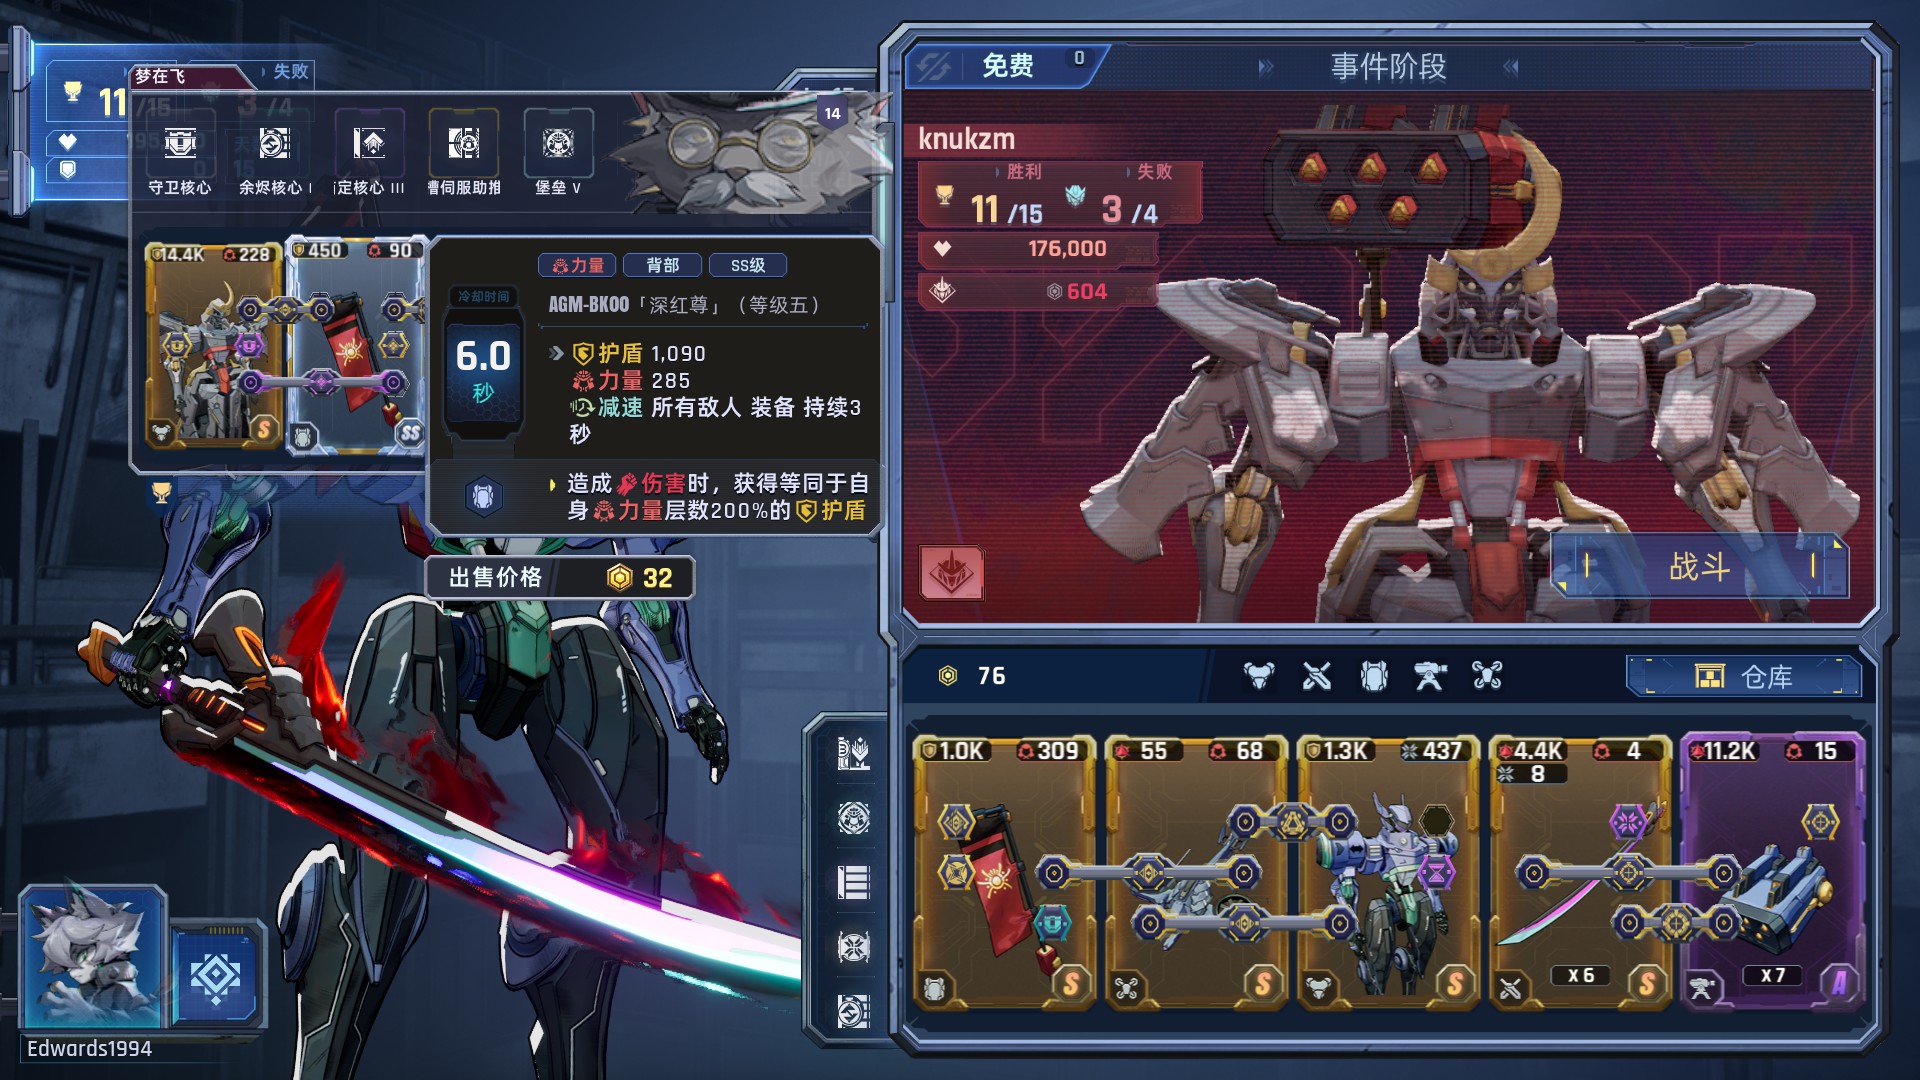 梦在飞
失败
11/15
3/4
14
守卫核心
余烬核心 I
定核心 III
曹伺服助推
堡垒 V
14.4K
228
450
90
S
SS
力量
背部
SS级
冷却时间
6.0
秒
AGM-BK00「深红尊」(等级五)
护盾 1,090
力量 285
减速 所有敌人 装备 持续3
秒
造成 伤害时，获得等同于自
身 力量层数200%的 护盾
出售价格
32
免费
0
事件阶段
knukzm
胜利
失败
11/15
3/4
176,000
604
战斗
76
仓库
1.0K
309
55
68
1.3K
437
4.4K
4
8
11.2K
15
S
S
S
x6
S
x7
A
Edwards1994